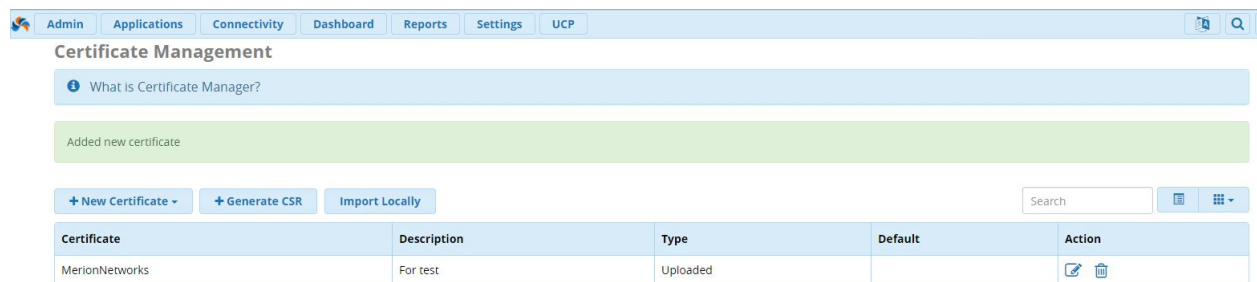 Admin Applications Connectivity Dashboard Reports Settings UCP
Certificate Management
What is Certificate Manager?
Added new certificate
+ New Certificate + Generate CSR Import Locally Search
Certificate Description Type Default Action
MerionNetworks For test Uploaded